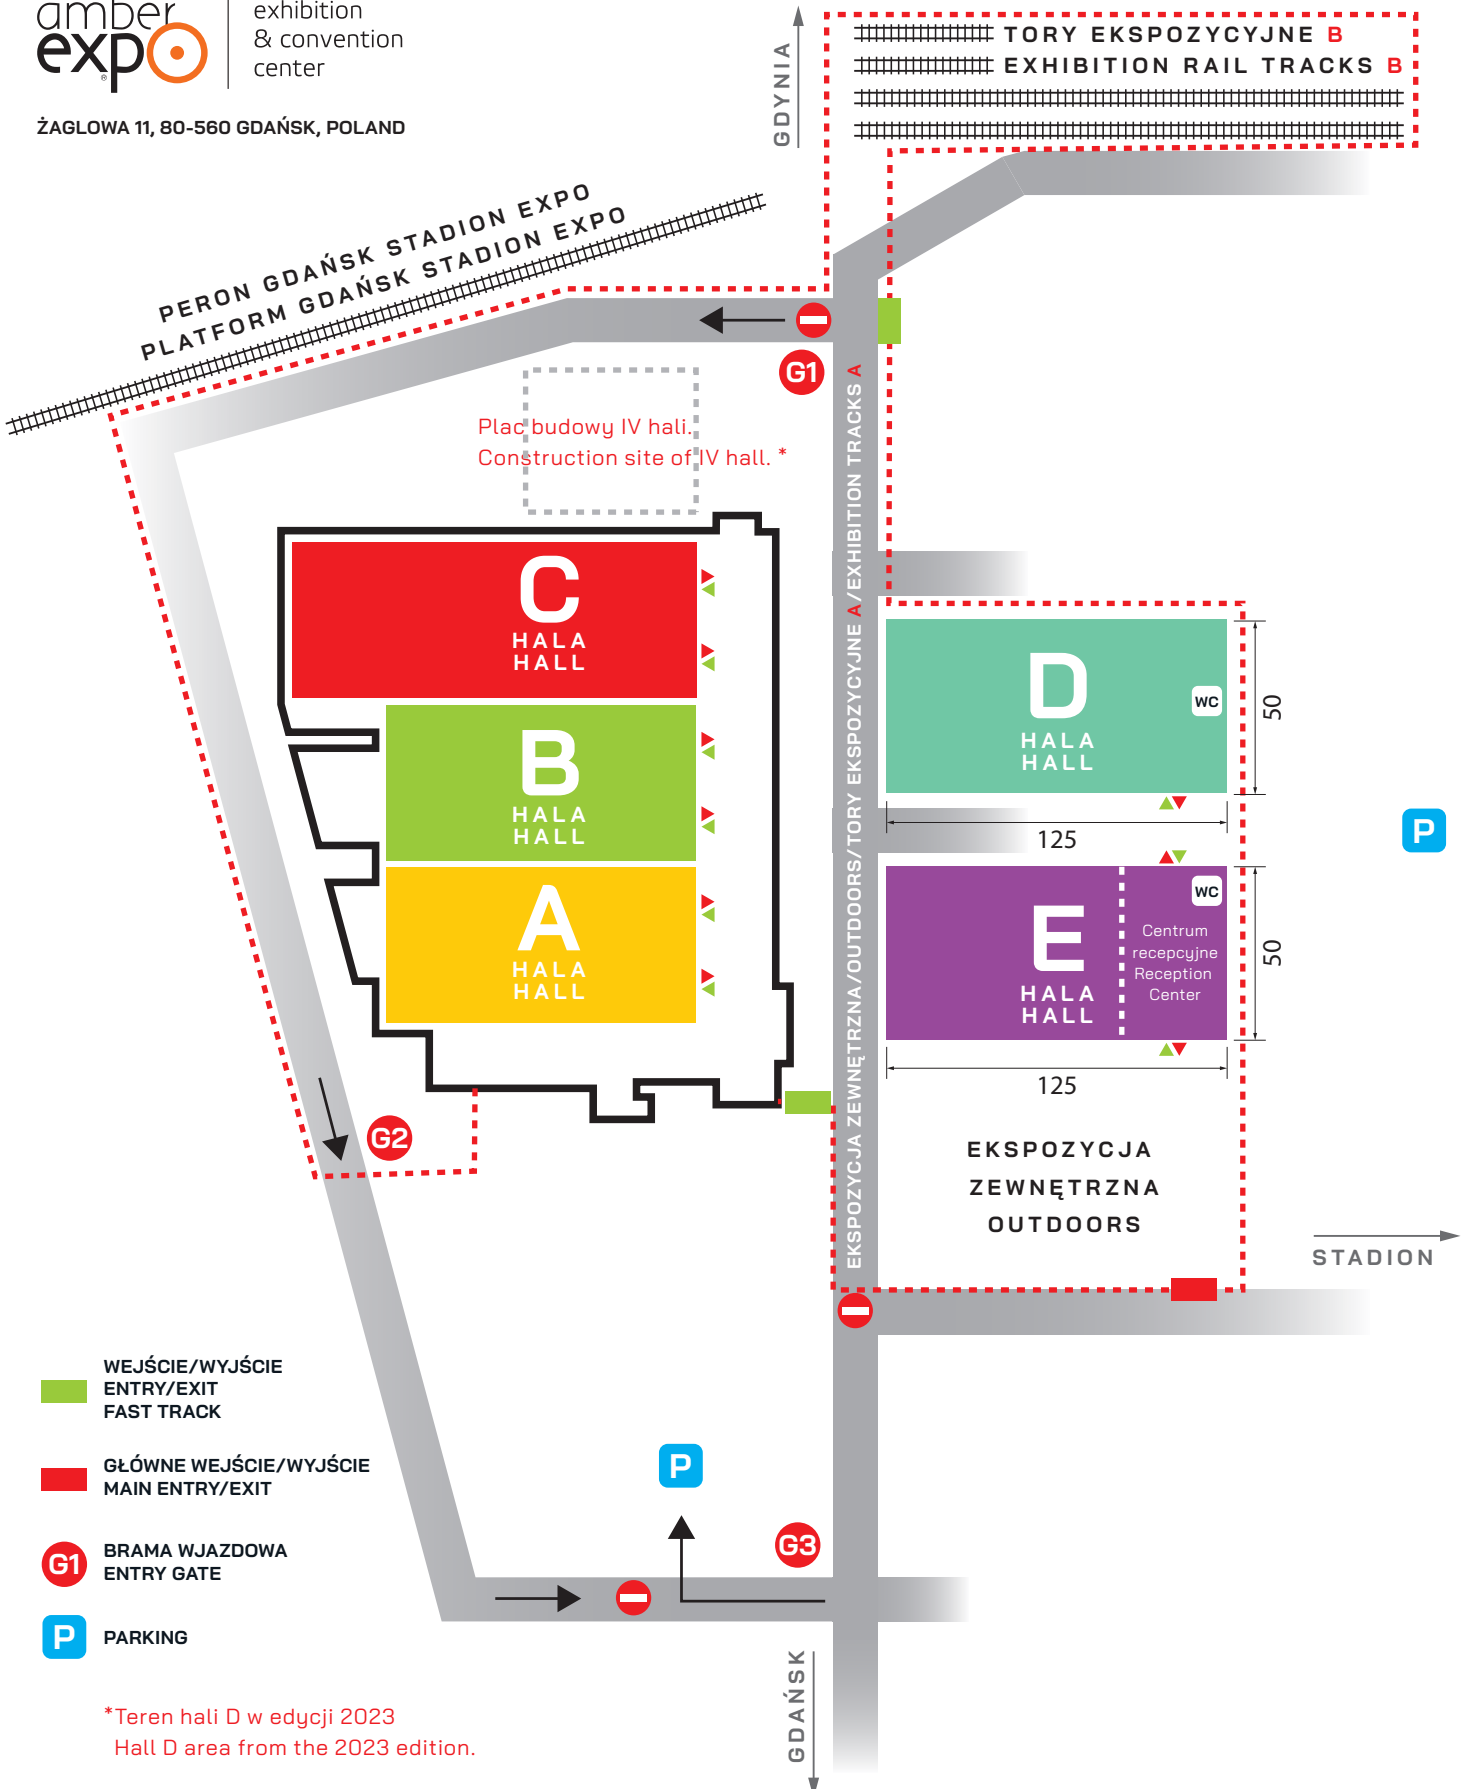 amber
expo
®
exhibition
& convention
center
ŻAGLOWA 11, 80-560 GDAŃSK, POLAND
GDYNIA
TORY EKSPOZYCYJNE B
EXHIBITION RAIL TRACKS B
PERON GDAŃSK STADION EXPO
PLATFORM GDAŃSK STADION EXPO
G1
Plac budowy IV hali.
Construction site of IV hall. *
EKSPOZYCJA ZEWNĘTRZNA/OUTDOORS/TORY EKSPOZYCYJNE A/EXHIBITION TRACKS A
C
HALA
HALL
B
HALA
HALL
A
HALA
HALL
D
HALA
HALL
WC
50
125
P
E
HALA
HALL
WC
Centrum
recepcyjne
Reception
Center
50
125
G2
EKSPOZYCJA
ZEWNĘTRZNA
OUTDOORS
STADION
WEJŚCIE/WYJŚCIE
ENTRY/EXIT
FAST TRACK
GŁÓWNE WEJŚCIE/WYJŚCIE
MAIN ENTRY/EXIT
G1
BRAMA WJAZDOWA
ENTRY GATE
P
PARKING
P
G3
GDAŃSK
*Teren hali D w edycji 2023
Hall D area from the 2023 edition.